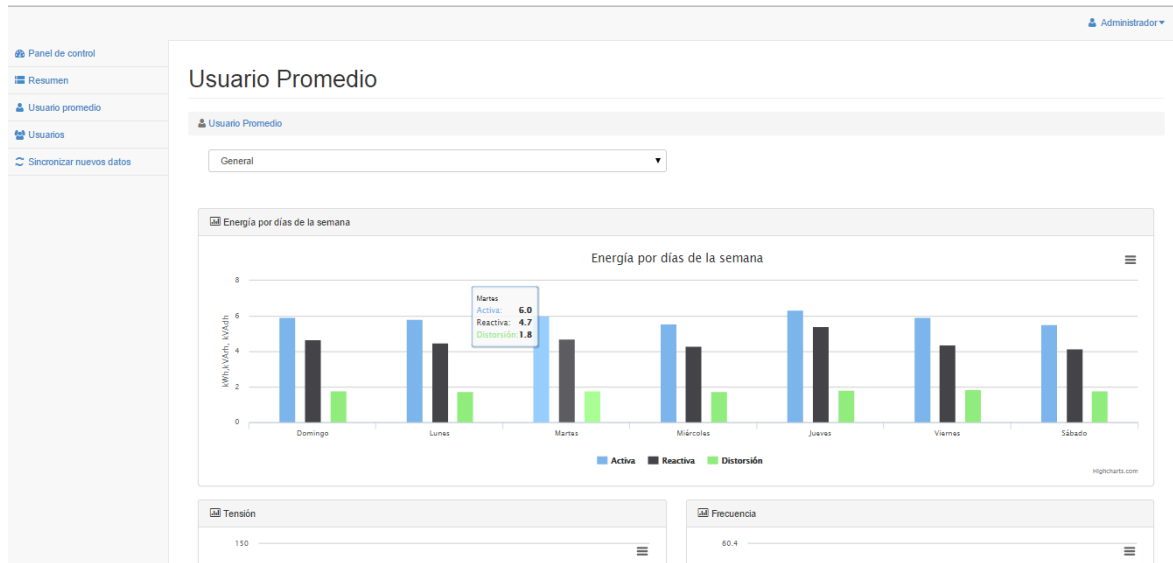 Administrador
Panel de control
Resumen
Usuario promedio
Usuarios
Sincronizar nuevos datos
Usuario Promedio
Usuario Promedio
General
Energía por días de la semana
Energía por días de la semana
kWh,kVArh, kVAdh
8
6
4
2
0
Martes
Activa: 6.0
Reactiva: 4.7
Distorsión: 1.8
Domingo Lunes Martes Miércoles Jueves Viernes Sábado
Activa Reactiva Distorsión
Highcharts.com
Tensión
150
Frecuencia
60.4